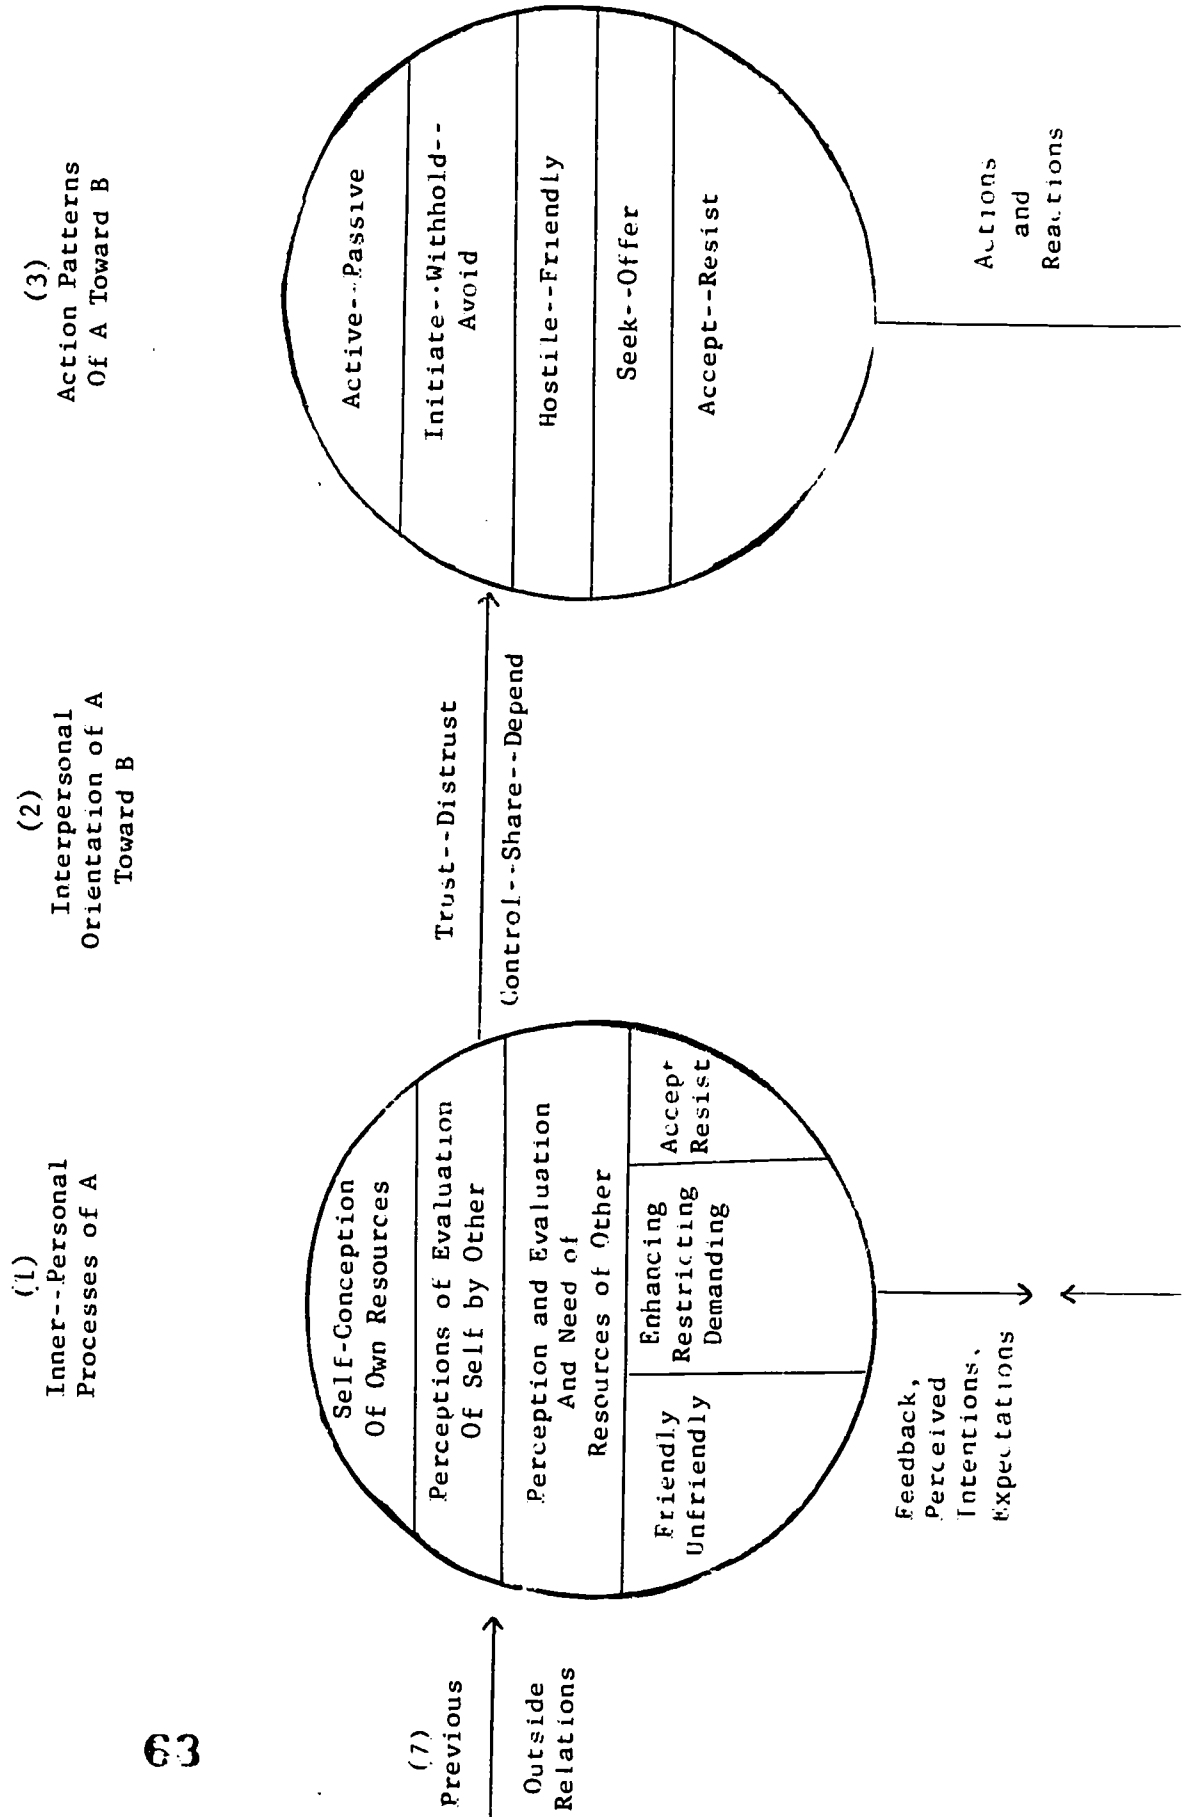 (1)
Inner--Personal
Processes of A
(2)
Interpersonal
Orientation of A
Toward B
(3)
Action Patterns
Of A Toward B
(7)
Previous
Outside
Relations
Self-Conception
Of Own Resources
Perceptions of Evaluation
Of Self by Other
Perception and Evaluation
And Need of
Resources of Other
Friendly
Unfriendly
Enhancing
Restricting
Demanding
Accept
Resist
Trust--Distrust
Control--Share--Depend
Active--Passive
Initiate--Withhold--
Avoid
Hostile--Friendly
Seek--Offer
Accept--Resist
Feedback,
Perceived
Intentions,
Expectations
Actions
and
Reactions
63